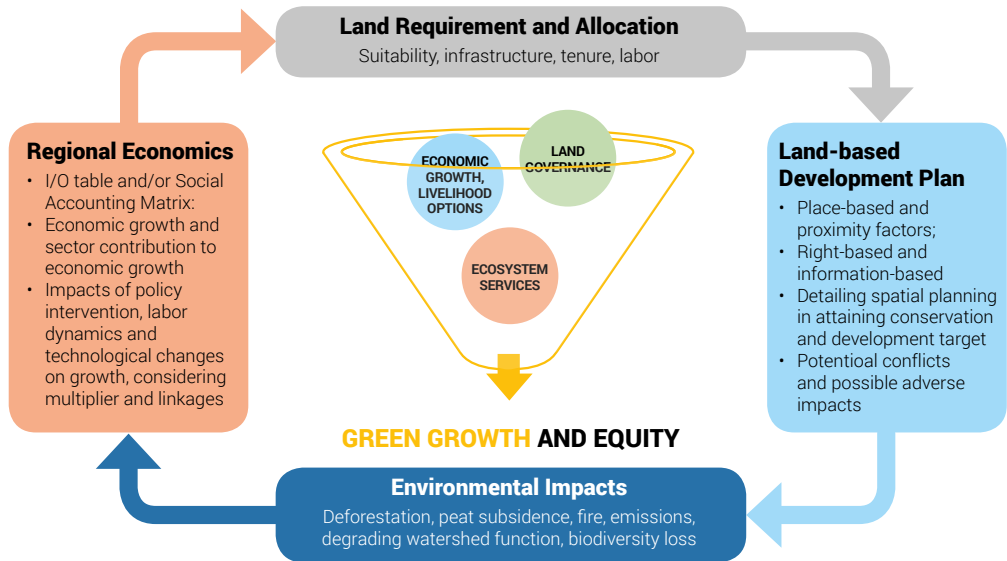 Land Requirement and Allocation
Suitability, infrastructure, tenure, labor
Regional Economics
• I/O table and/or Social
Accounting Matrix:
• Economic growth and
sector contribution to
economic growth
• Impacts of policy
intervention, labor
dynamics and
technological changes
on growth, considering
multiplier and linkages
ECONOMIC
GROWTH,
LIVELIHOOD
OPTIONS
LAND
GOVERNANCE
ECOSYSTEM
SERVICES
GREEN GROWTH AND EQUITY
Land-based
Development Plan
• Place-based and
proximity factors;
• Right-based and
information-based
• Detailing spatial planning
in attaining conservation
and development target
• Potentional conflicts
and possible adverse
impacts
Environmental Impacts
Deforestation, peat subsidence, fire, emissions,
degrading watershed function, biodiversity loss